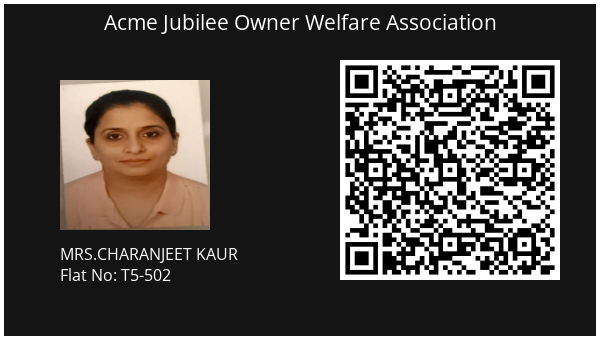 Acme Jubilee Owner Welfare Association
MRS.CHARANJEET KAUR
Flat No: T5-502